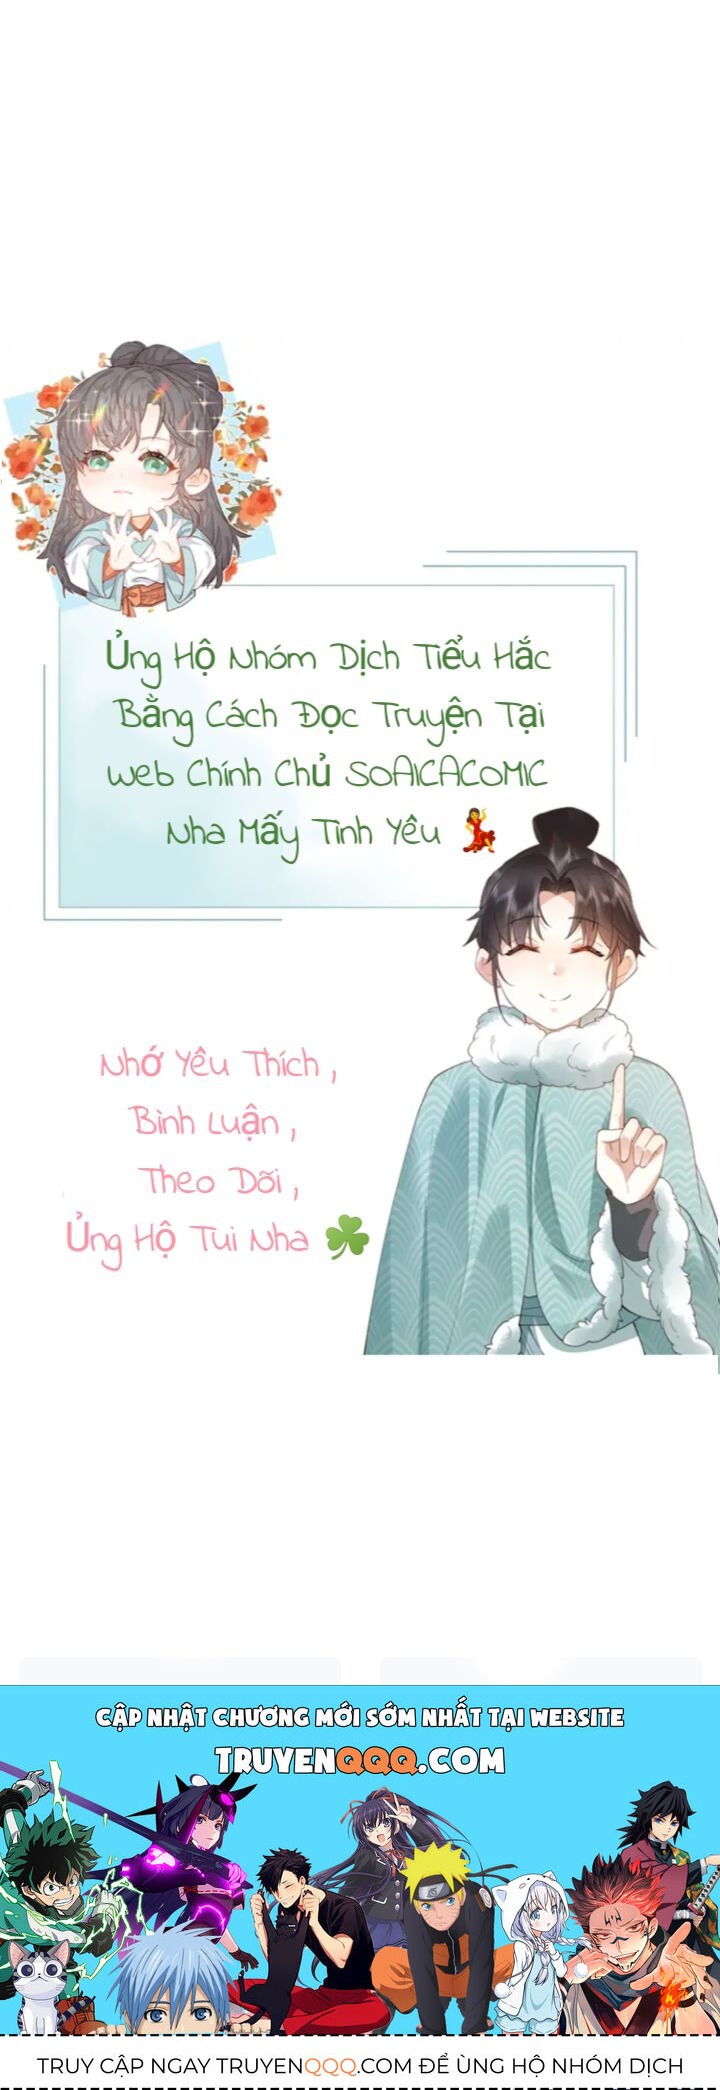 Ủng Hộ Nhóm Dịch Tiểu Hắc
Bằng Cách Đọc Truyện Tại
Web Chính Chủ SOAICACOMIC
Nha Mấy Tình Yêu 💃
Nhớ Yêu Thích ,
Bình Luận ,
Theo Dõi ,
Ủng Hộ Tui Nha ☘️
CẬP NHẬT CHƯƠNG MỚI SỚM NHẤT TẠI WEBSITE
TRUYENQQQ.COM
TRUY CẬP NGAY TRUYENQQQ.COM ĐỂ ÙNG HỘ NHÓM DỊCH